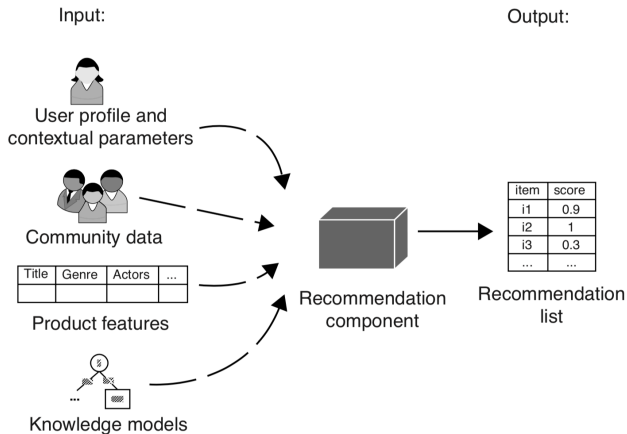 Input:
Output:
User profile and
contextual parameters
Community data
Title Genre Actors ...
Product features
...
Knowledge models
Recommendation
component
item score
i1 0.9
i2 1
i3 0.3
... ...
Recommendation
list